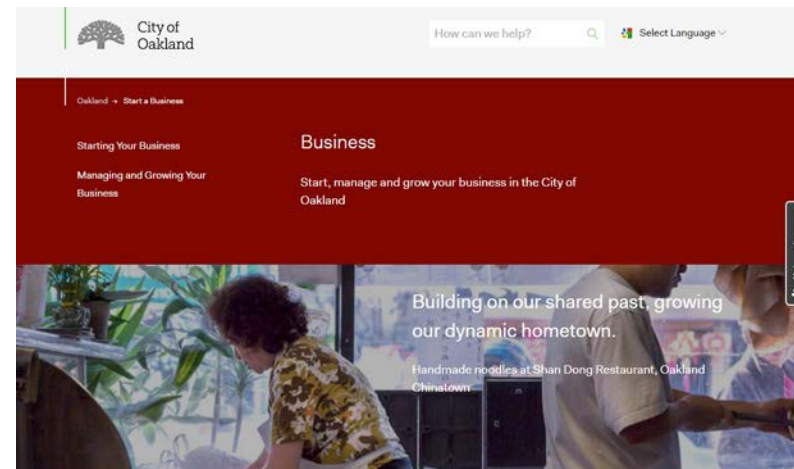 City of
Oakland
How can we help?
Select Language
Oakland → Start a Business
Starting Your Business
Managing and Growing Your
Business
Business
Start, manage and grow your business in the City of
Oakland
Building on our shared past, growing
our dynamic hometown.
Handmade noodles at Shan Dong Restaurant, Oakland
Chinatown